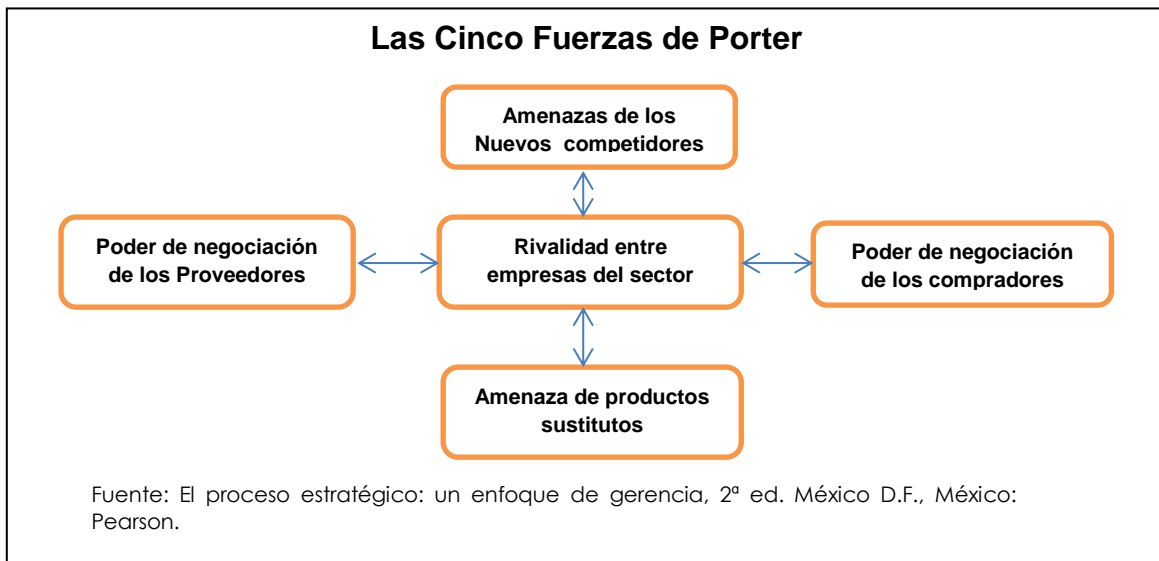 Las Cinco Fuerzas de Porter
Amenazas de los
Nuevos competidores
Poder de negociación
de los Proveedores
Rivalidad entre
empresas del sector
Poder de negociación
de los compradores
Amenaza de productos
sustitutos
Fuente: El proceso estratégico: un enfoque de gerencia, 2ª ed. México D.F., México:
Pearson.